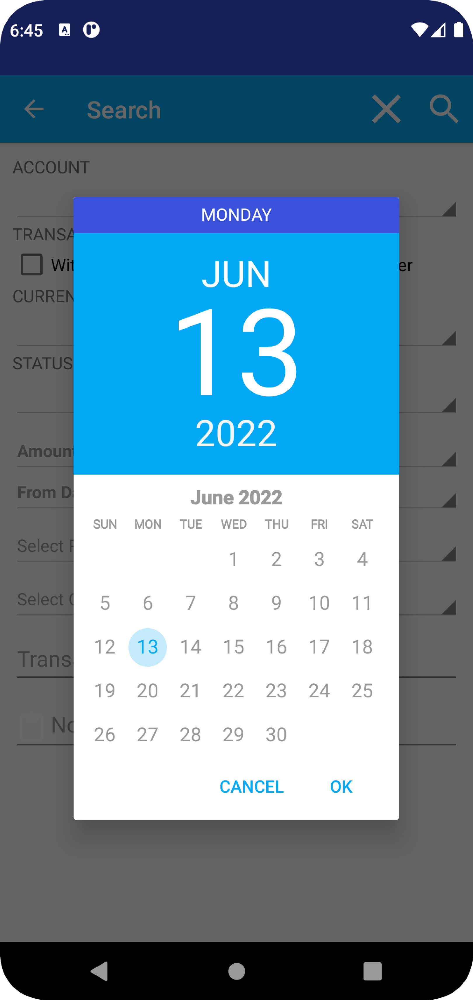 6:45
Search
ACCOUNT
MONDAY
TRANSA
Wit
er
JUN
CURREN
13
STATUS
2022
Amount
From Da
June 2022
SUN MON TUE WED THU FRI SAT
1 2 3 4
Select
5 6 7 8 9 10 11
Select
12 13 14 15 16 17 18
Trans
19 20 21 22 23 24 25
No
26 27 28 29 30
CANCEL OK